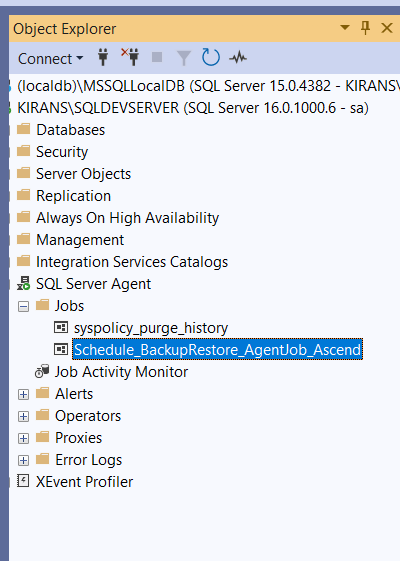 Object Explorer
Connect
(localdb)\MSSQLLocalDB (SQL Server 15.0.4382 - KIRANS\
KIRANS\SQLDEVSERVER (SQL Server 16.0.1000.6 - sa)
Databases
Security
Server Objects
Replication
Always On High Availability
Management
Integration Services Catalogs
SQL Server Agent
Jobs
syspolicy_purge_history
Schedule_BackupRestore_AgentJob_Ascend
Job Activity Monitor
Alerts
Operators
Proxies
Error Logs
XEvent Profiler